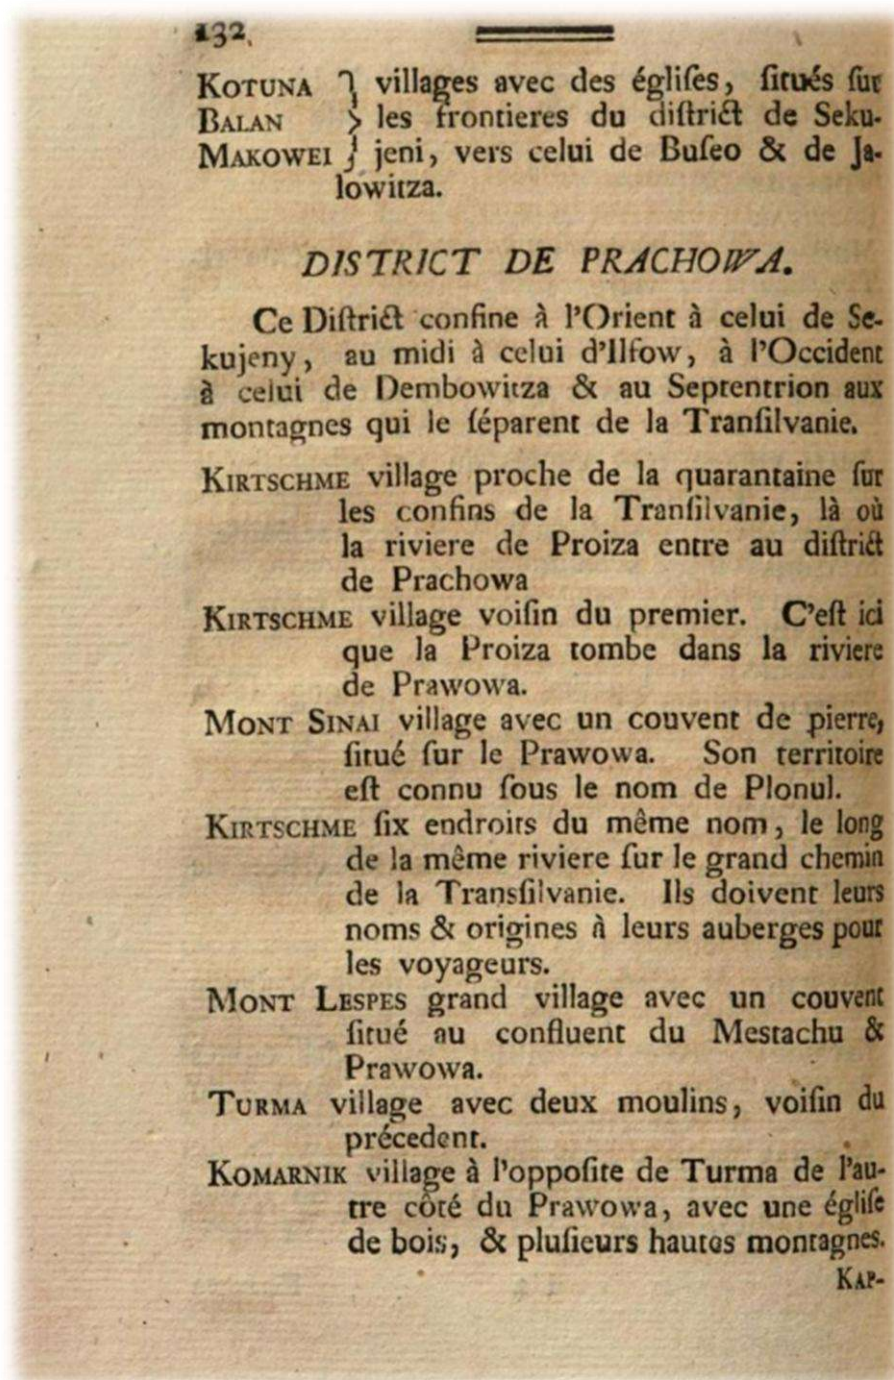 132
KOTUNA } villages avec des égliſes, ſitués ſur
BALAN } les frontieres du diſtrict de Seku-
MAKOWEI } jeni, vers celui de Buſeo & de Ja-
lowitza.
DISTRICT DE PRACHOWA.
Ce Diſtrict confine à l'Orient à celui de Se-
kujeny, au midi à celui d'Ilfow, à l'Occident
à celui de Dembowitza & au Septentrion aux
montagnes qui le ſéparent de la Tranſilvanie.
KIRTSCHME village proche de la quarantaine ſur
les confins de la Tranſilvanie, là où
la riviere de Proiza entre au diſtrict
de Prachowa
KIRTSCHME village voiſin du premier. C'eſt ici
que la Proiza tombe dans la riviere
de Prawowa.
MONT SINAI village avec un couvent de pierre,
ſitué ſur le Prawowa. Son territoire
eſt connu ſous le nom de Plonul.
KIRTSCHME ſix endroits du même nom, le long
de la même riviere ſur le grand chemin
de la Transſilvanie. Ils doivent leurs
noms & origines à leurs auberges pour
les voyageurs.
MONT LESPES grand village avec un couvent
ſitué au confluent du Mestachu &
Prawowa.
TURMA village avec deux moulins, voiſin du
précedent.
KOMARNIK village à l'oppoſite de Turma de l'au-
tre côté du Prawowa, avec une égliſe
de bois, & pluſieurs hautes montagnes.
KAP-